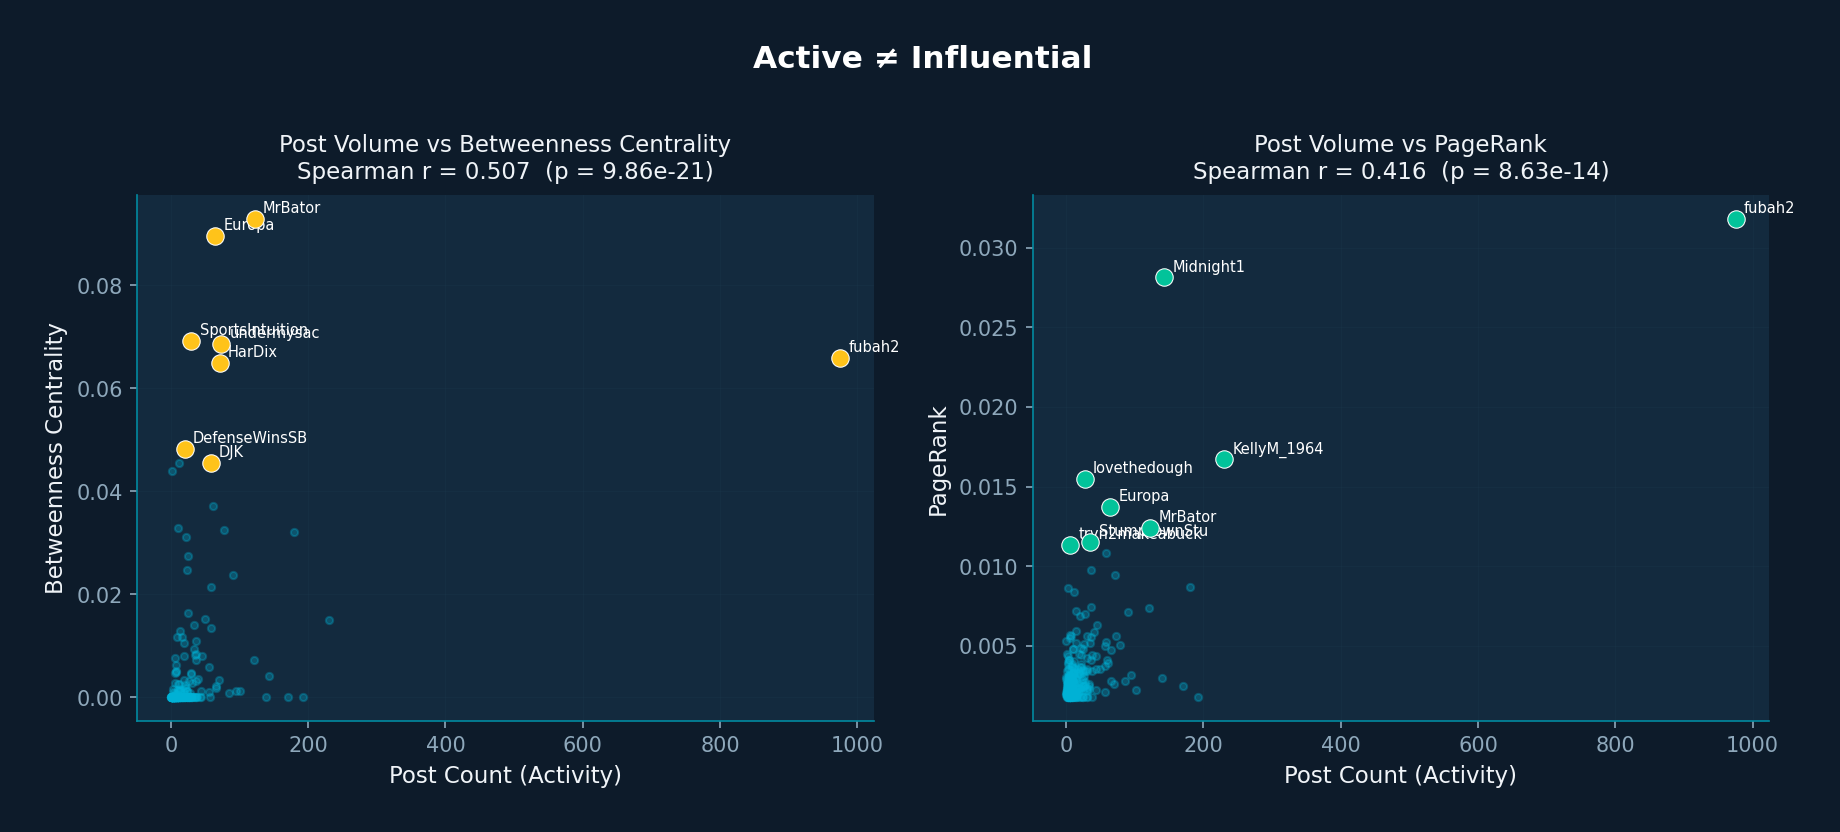 Active ≠ Influential
Post Volume vs Betweenness Centrality
Spearman r = 0.507  (p = 9.86e-21)
Betweenness Centrality
0.08
0.06
0.04
0.02
0.00
MrBator
Europa
SportsIntuition
undermysac
HarDix
fubah2
DefenseWinsSB
DJK
0
200
400
600
800
1000
Post Count (Activity)
Post Volume vs PageRank
Spearman r = 0.416  (p = 8.63e-14)
PageRank
0.030
0.025
0.020
0.015
0.010
0.005
fubah2
Midnight1
KellyM_1964
lovethedough
Europa
MrBator
StumptownStu
tryn2makeabuck
0
200
400
600
800
1000
Post Count (Activity)